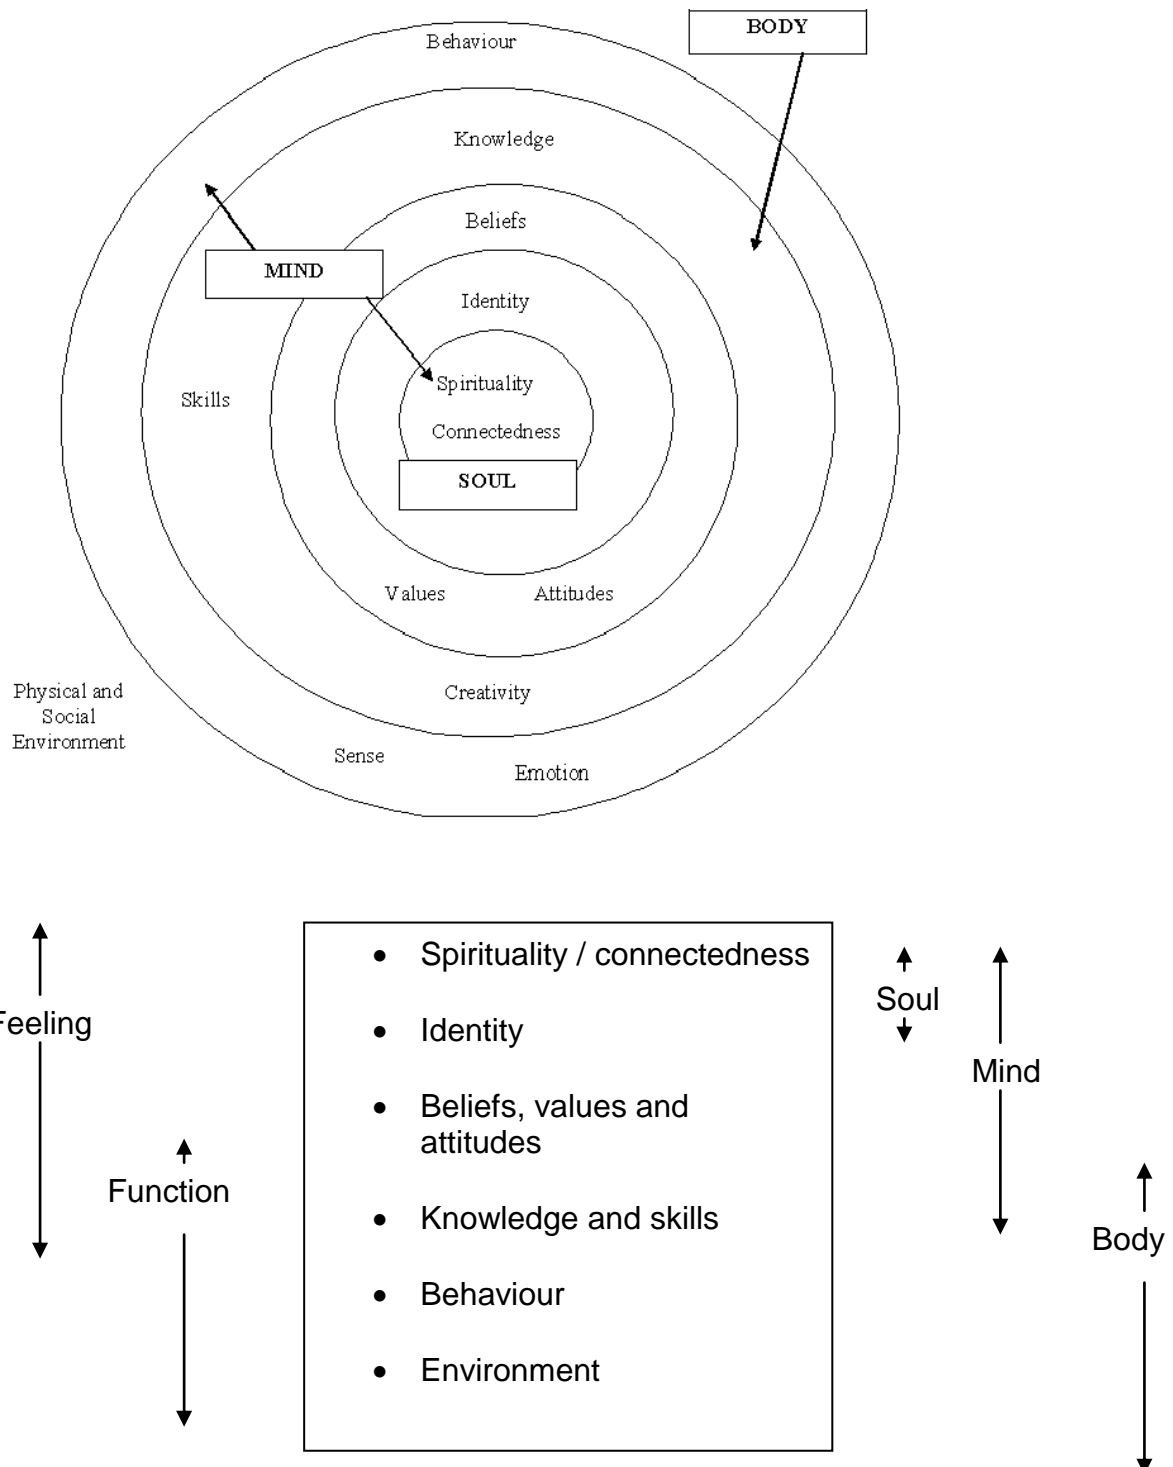 BODY
Behaviour
Knowledge
Beliefs
MIND
Identity
Spirituality
Skills
Connectedness
SOUL
Values
Attitudes
Physical and
Social
Environment
Creativity
Sense
Emotion
• Spirituality / connectedness
Soul
Feeling
• Identity
Mind
• Beliefs, values and
attitudes
Function
• Knowledge and skills
Body
• Behaviour
• Environment